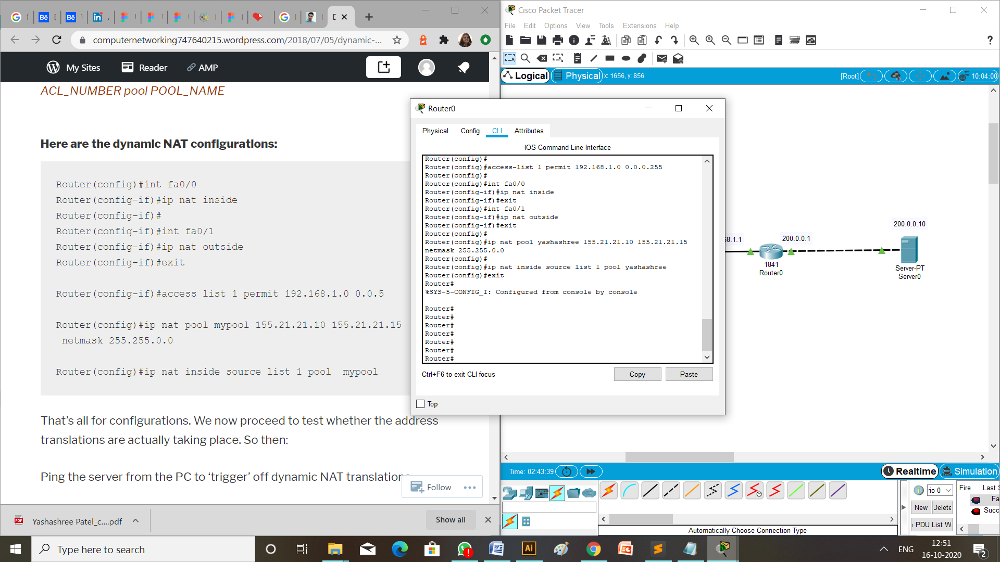 computernetworking747640215.wordpress.com/2018/07/05/dynamic-...
My Sites
Reader
AMP
ACL_NUMBER pool POOL_NAME
Here are the dynamic NAT configurations:
Router(config)#int fa0/0
Router(config-if)#ip nat inside
Router(config-if)#
Router(config-if)#int fa0/1
Router(config-if)#ip nat outside
Router(config-if)#exit
Router(config-if)#access list 1 permit 192.168.1.0 0.0.5
Router(config)#ip nat pool mypool 155.21.21.10 155.21.21.15
netmask 255.255.0.0
Router(config)#ip nat inside source list 1 pool  mypool
That’s all for configurations. We now proceed to test whether the address
translations are actually taking place. So then:
Ping the server from the PC to ‘trigger’ off dynamic NAT translations
Follow
Yashashree Patel_c....pdf
Show all
Cisco Packet Tracer
File Edit Options View Tools Extensions Help
Logical
Physical
x: 1656, y: 856
[Root]
10:04:00
Router0
Physical
Config
CLI
Attributes
IOS Command Line Interface
Router(config)#
Router(config)#access-list 1 permit 192.168.1.0 0.0.0.255
Router(config)#
Router(config)#int fa0/0
Router(config-if)#ip nat inside
Router(config-if)#exit
Router(config)#int fa0/1
Router(config-if)#ip nat outside
Router(config-if)#exit
Router(config)#
Router(config)#ip nat pool yashashree 155.21.21.10 155.21.21.15
netmask 255.255.0.0
Router(config)#
Router(config)#ip nat inside source list 1 pool yashashree
Router(config)#exit
Router#
%SYS-5-CONFIG_I: Configured from console by console
Router#
Router#
Router#
Router#
Router#
Router#
Router#
Ctrl+F6 to exit CLI focus
Copy
Paste
Top
8.1.1
200.0.0.1
200.0.0.10
1841
Router0
Server-PT
Server0
Time: 02:43:39
Realtime
Simulation
io 0
New
Delete
PDU List W
Fire
Last S
Fa
Succ
Automatically Choose Connection Type
Type here to search
ENG
12:51
16-10-2020
2